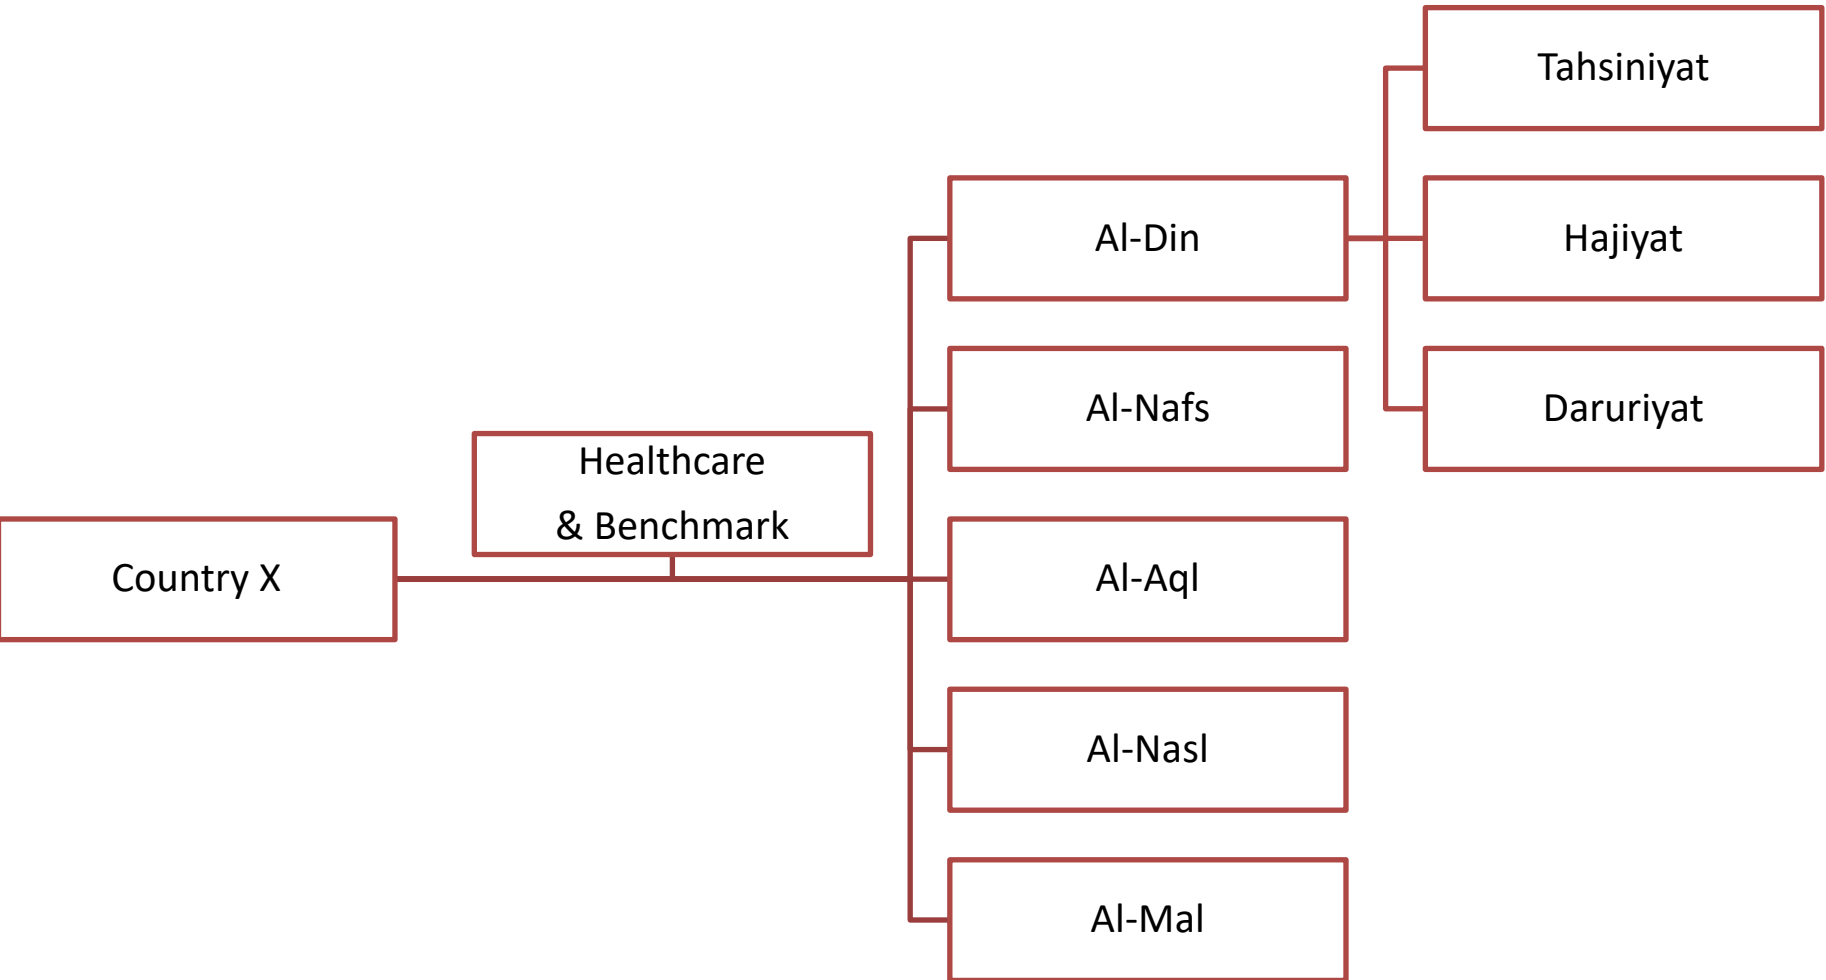 Country X
Healthcare
& Benchmark
Al-Din
Al-Nafs
Al-Aql
Al-Nasl
Al-Mal
Tahsiniyat
Hajiyat
Daruriyat